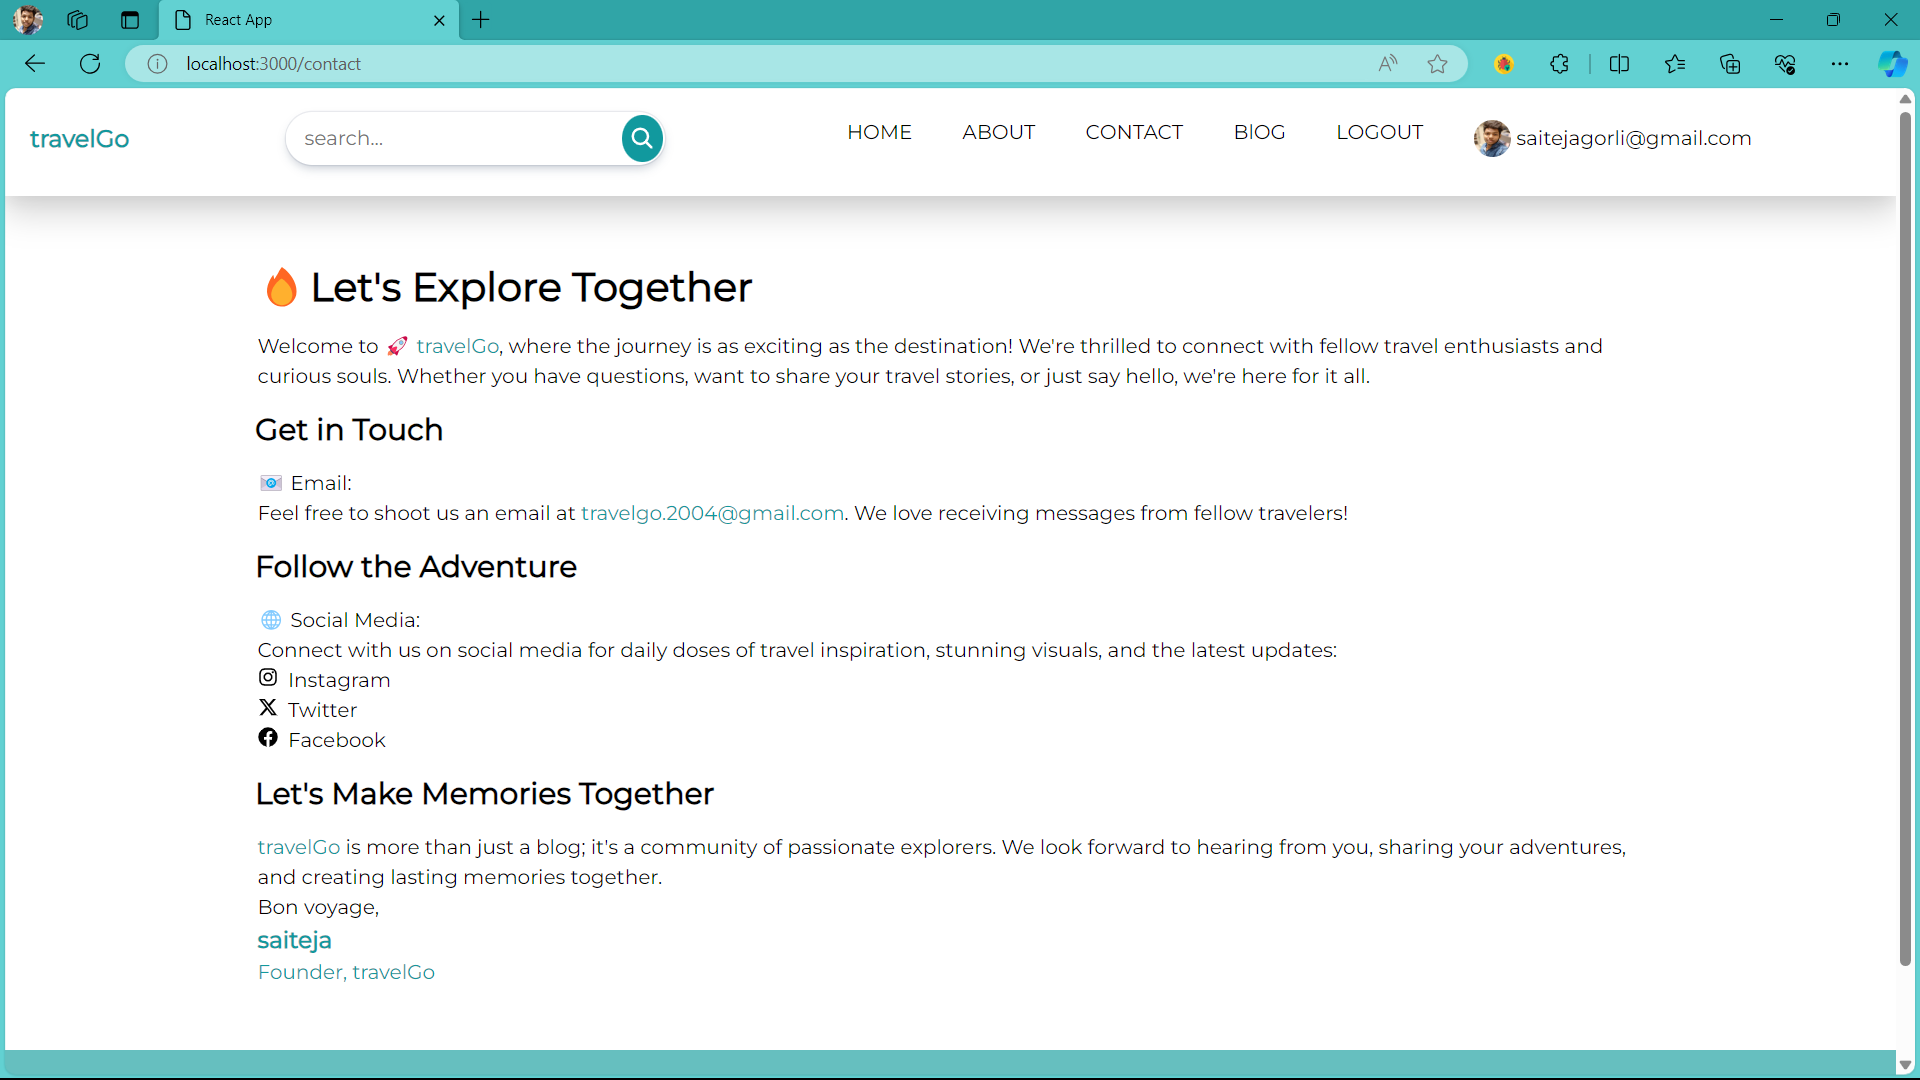 React App
localhost:3000/contact
travelGo
search...
HOME ABOUT CONTACT BlOG LOGOUT saitejagorli@gmail.com
🔥 Let's Explore Together
Welcome to 🚀 travelGo, where the journey is as exciting as the destination! We're thrilled to connect with fellow travel enthusiasts and
curious souls. Whether you have questions, want to share your travel stories, or just say hello, we're here for it all.
Get in Touch
📧 Email:
Feel free to shoot us an email at travelgo.2004@gmail.com. We love receiving messages from fellow travelers!
Follow the Adventure
🌐 Social Media:
Connect with us on social media for daily doses of travel inspiration, stunning visuals, and the latest updates:
Instagram
Twitter
Facebook
Let's Make Memories Together
travelGo is more than just a blog; it's a community of passionate explorers. We look forward to hearing from you, sharing your adventures,
and creating lasting memories together.
Bon voyage,
saiteja
Founder, travelGo